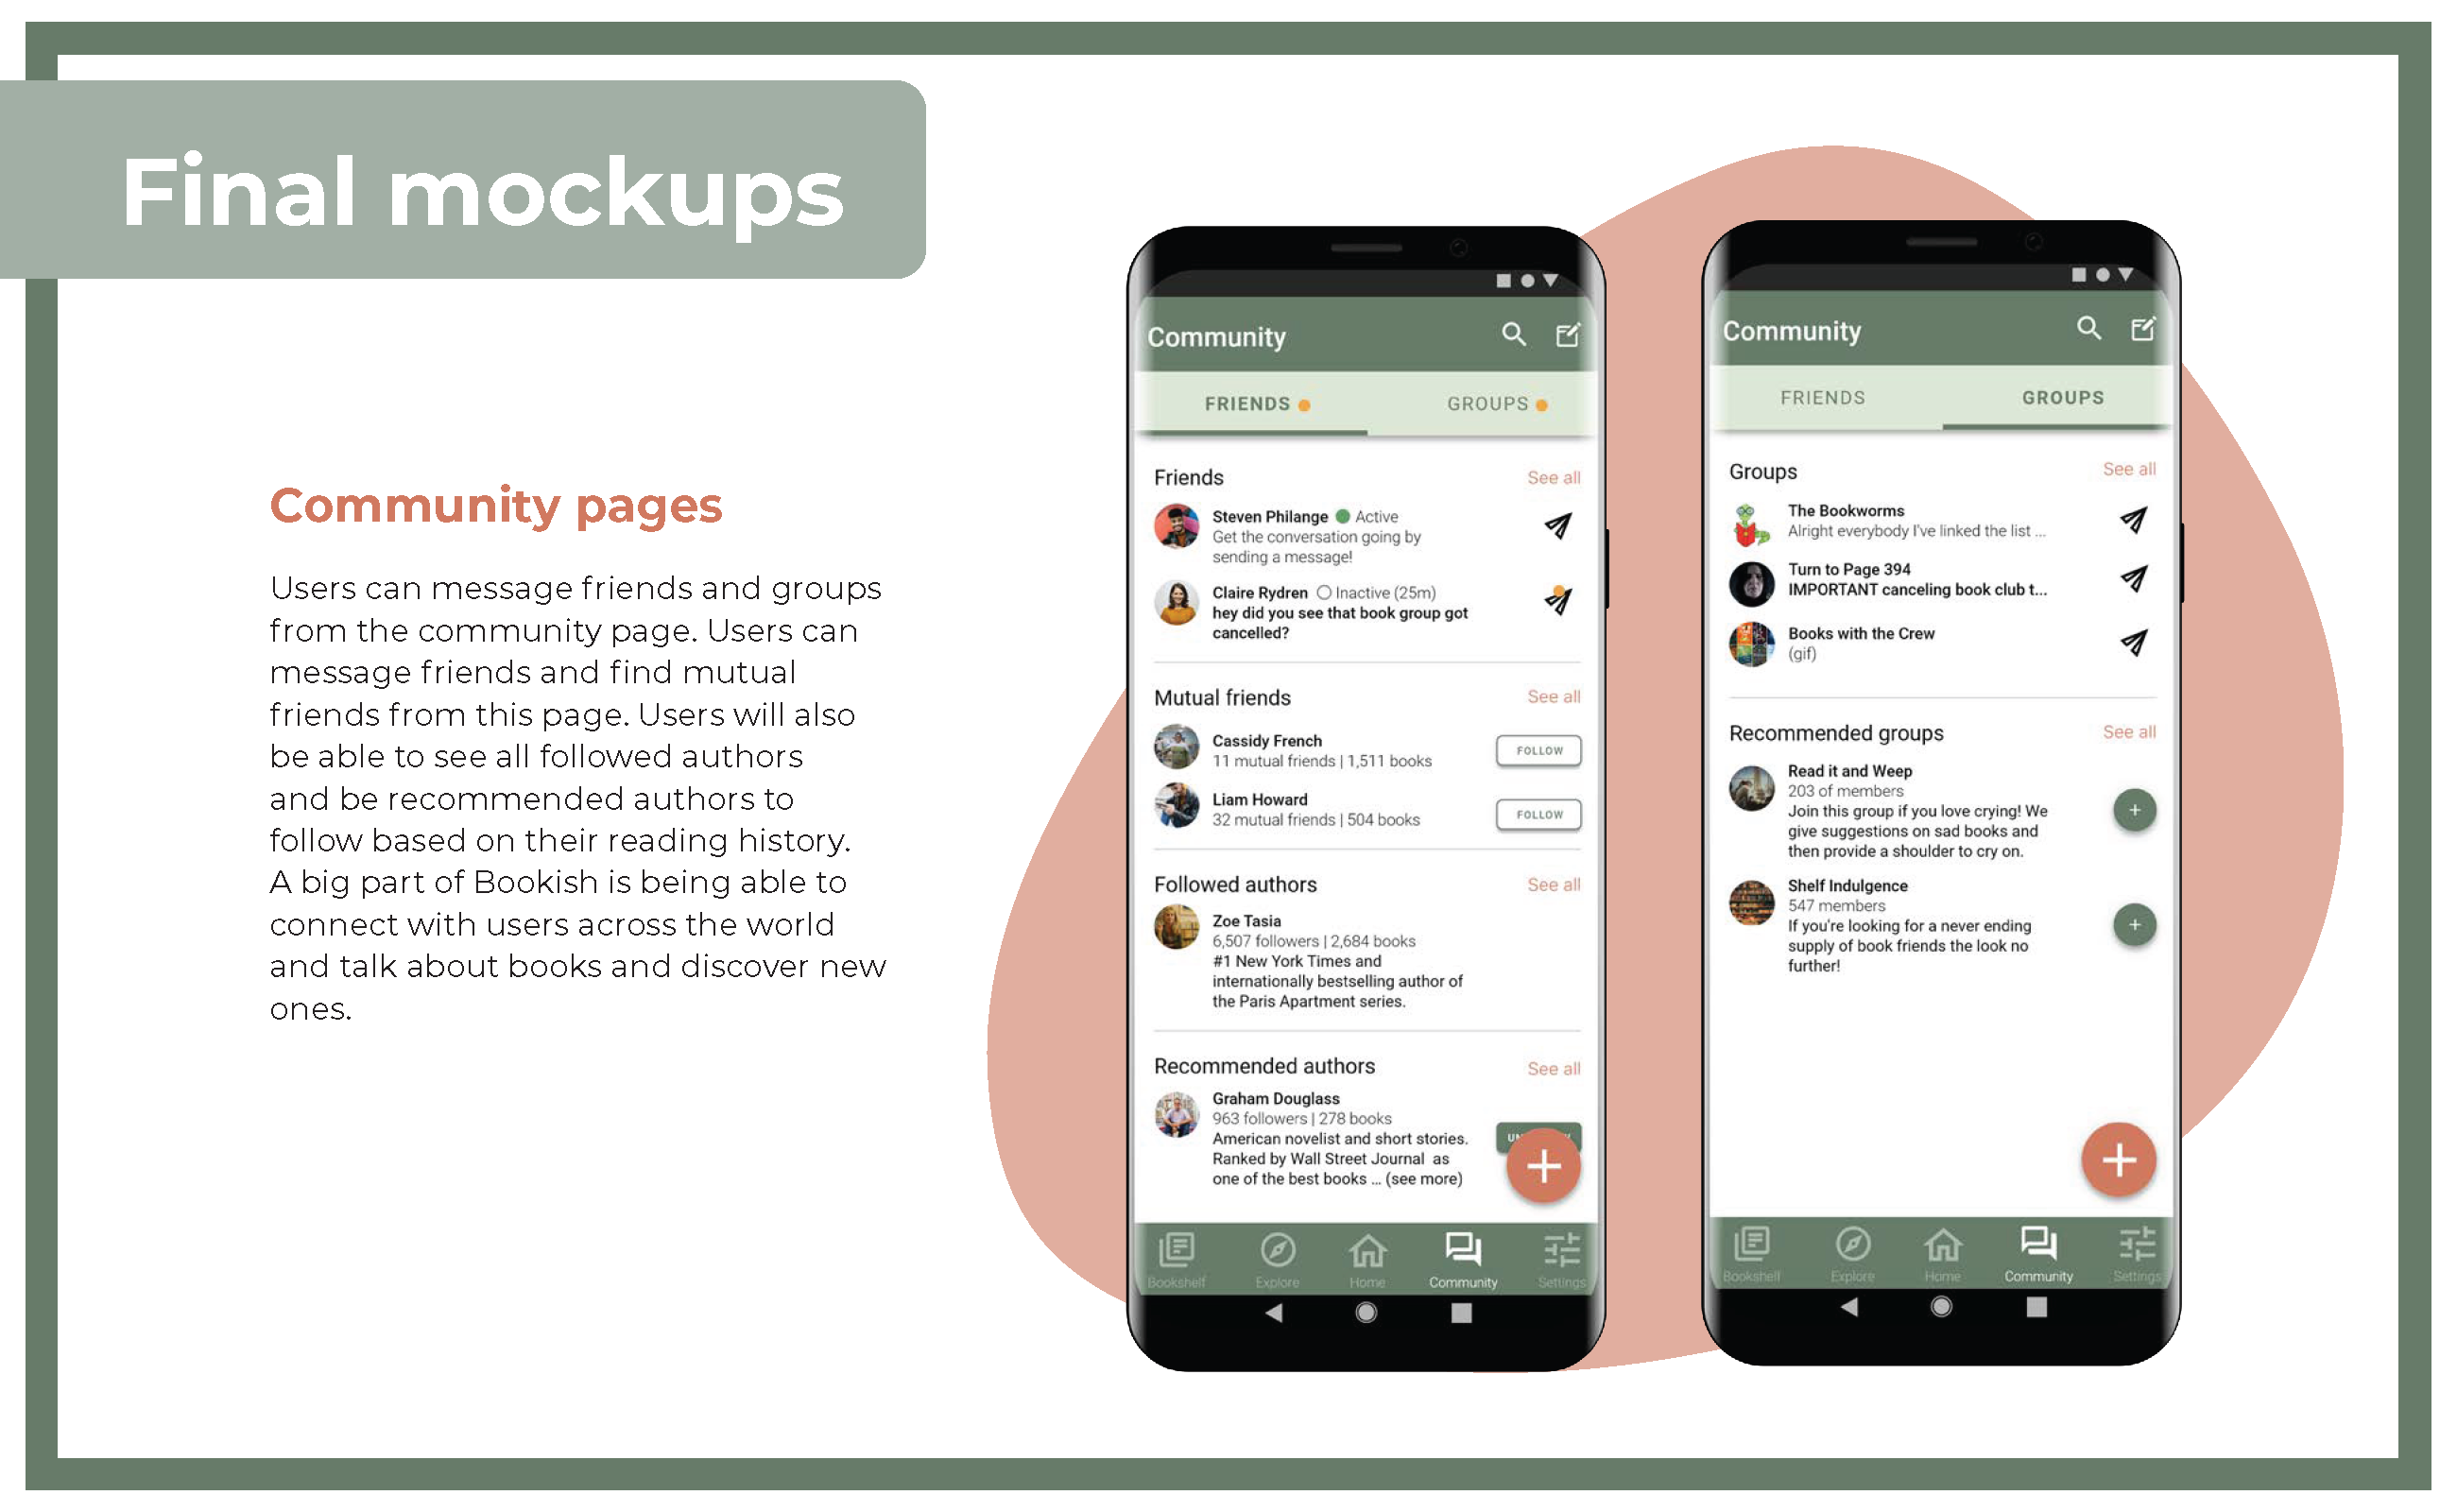 Final mockups
Community pages
Users can message friends and groups
from the community page. Users can
message friends and find mutual
friends from this page. Users will also
be able to see all followed authors
and be recommended authors to
follow based on their reading history.
A big part of Bookish is being able to
connect with users across the world
and talk about books and discover new
ones.
Community
FRIENDS
GROUPS
Friends
See all
Steven Philange Active
Get the conversation going by
sending a message!
Claire Rydren Inactive (25m)
hey did you see that book group got
cancelled?
Mutual friends
See all
Cassidy French
11 mutual friends | 1,511 books
FOLLOW
Liam Howard
32 mutual friends | 504 books
FOLLOW
Followed authors
See all
Zoe Tasia
6,507 followers | 2,684 books
#1 New York Times and
internationally bestselling author of
the Paris Apartment series.
Recommended authors
See all
Graham Douglass
963 followers | 278 books
American novelist and short stories.
Ranked by Wall Street Journal as
one of the best books ... (see more)
+
Bookshelf
Explore
Home
Community
Settings
Community
FRIENDS
GROUPS
Groups
See all
The Bookworms
Alright everybody I've linked the list ...
Turn to Page 394
IMPORTANT canceling book club t...
Books with the Crew
(gif)
Recommended groups
See all
Read it and Weep
203 of members
Join this group if you love crying! We
give suggestions on sad books and
then provide a shoulder to cry on.
+
Shelf Indulgence
547 members
If you're looking for a never ending
supply of book friends the look no
further!
+
+
Bookshelf
Explore
Home
Community
Settings